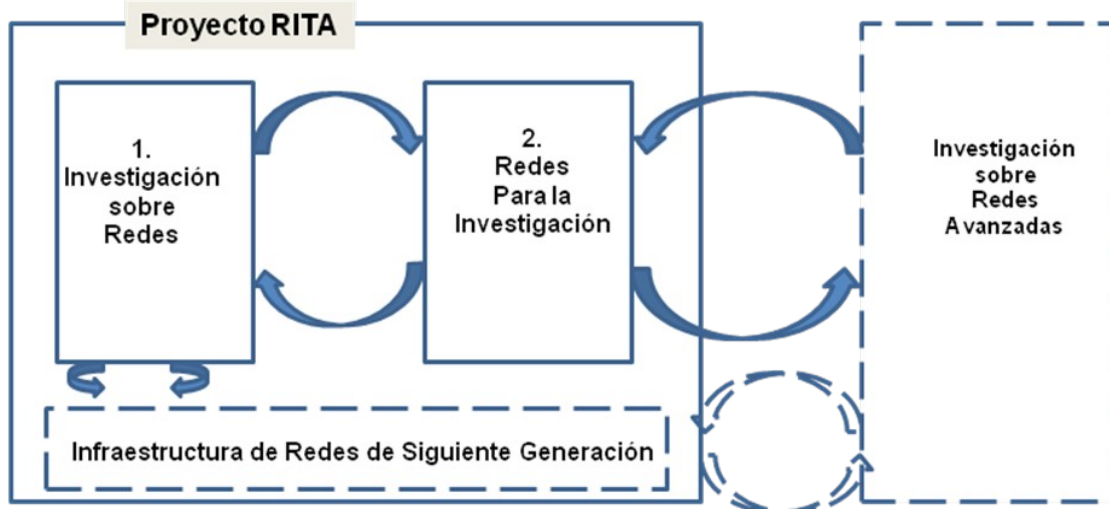 Proyecto RITA
1.
Investigación
sobre
Redes
2.
Redes
Para la
Investigación
Investigación
sobre
Redes
Avanzadas
Infraestructura de Redes de Siguiente Generación